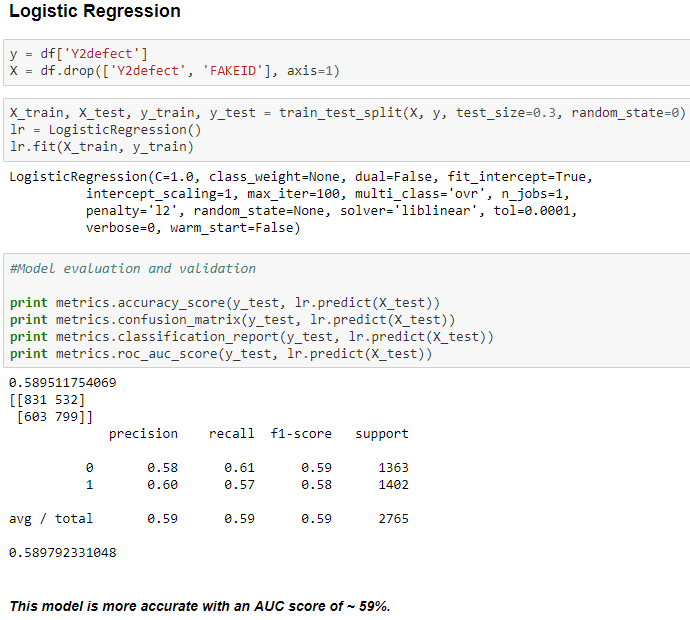 Logistic Regression
y = df['Y2defect']
X = df.drop(['Y2defect', 'FAKEID'], axis=1)
X_train, X_test, y_train, y_test = train_test_split(X, y, test_size=0.3, random_state=0)
lr = LogisticRegression()
lr.fit(X_train, y_train)
LogisticRegression(C=1.0, class_weight=None, dual=False, fit_intercept=True,
intercept_scaling=1, max_iter=100, multi_class='ovr', n_jobs=1,
penalty='l2', random_state=None, solver='liblinear', tol=0.0001,
verbose=0, warm_start=False)
#Model evaluation and validation
print metrics.accuracy_score(y_test, lr.predict(X_test))
print metrics.confusion_matrix(y_test, lr.predict(X_test))
print metrics.classification_report(y_test, lr.predict(X_test))
print metrics.roc_auc_score(y_test, lr.predict(X_test))
0.589511754069
[[831 532]
[603 799]]
precision recall f1-score support
0 0.58 0.61 0.59 1363
1 0.60 0.57 0.58 1402
avg / total 0.59 0.59 0.59 2765
0.589792331048
This model is more accurate with an AUC score of ~ 59%.